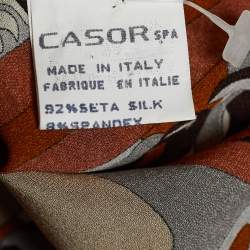 CASOR SPA
MADE IN ITALY
FABRIQUE EN ITALIE
92%SETA SILK
8%SPANDEX